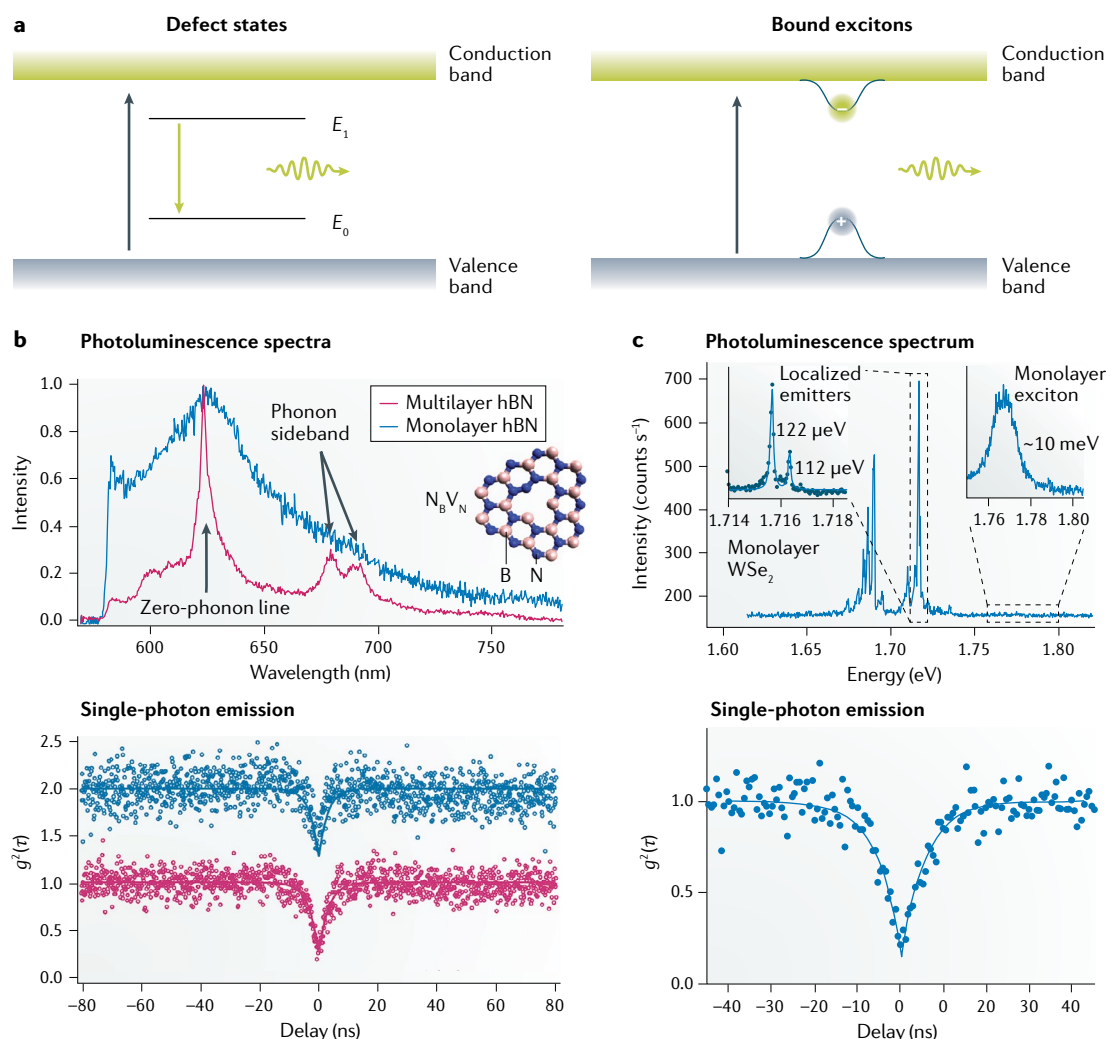 a
Defect states
Bound excitons
Conduction
band
Conduction
band
E1
E0
−
+
Valence
band
Valence
band
b
Photoluminescence spectra
c
Photoluminescence spectrum
1.0
0.8
0.6
0.4
0.2
0.0
Intensity
600
650
700
750
Wavelength (nm)
Multilayer hBN
Monolayer hBN
Phonon
sideband
Zero-phonon line
NBVN
B
N
700
600
500
400
300
200
Intensity (counts s−1)
Localized
emitters
122 μeV
112 μeV
1.714
1.716
1.718
Monolayer
exciton
~10 meV
1.76
1.78
1.80
Monolayer
WSe2
1.60
1.65
1.70
1.75
1.80
Energy (eV)
Single-photon emission
2.5
2.0
1.5
1.0
0.5
0.0
g2(τ)
−80
−60
−40
−20
0
20
40
60
80
Delay (ns)
Single-photon emission
1.0
0.5
0.0
g2(τ)
−40
−30
−20
−10
0
10
20
30
40
Delay (ns)